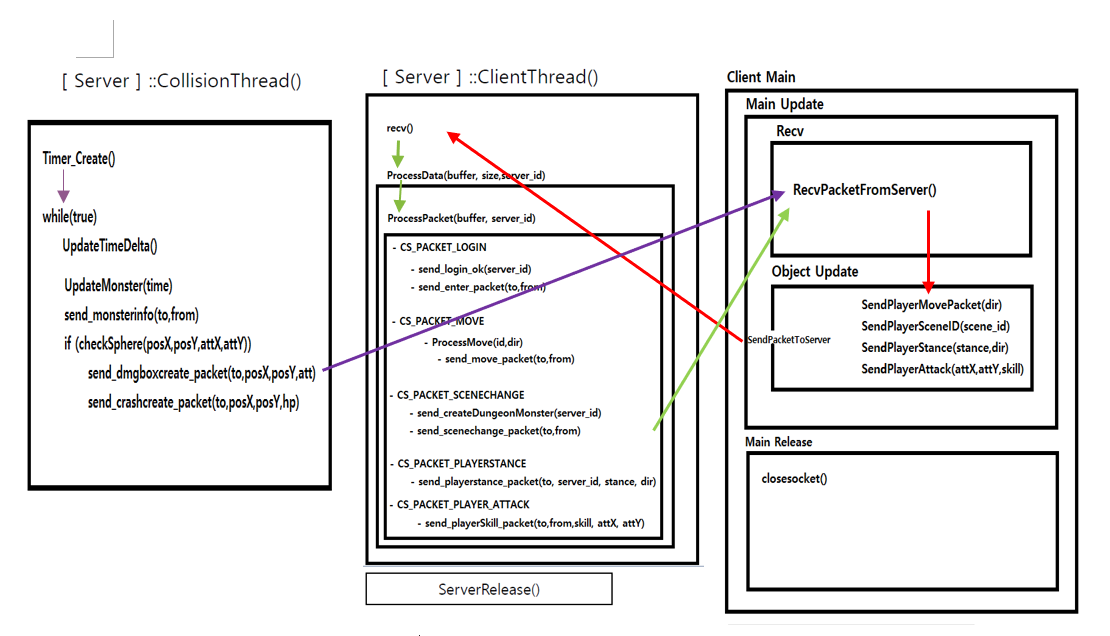 [ Server ] ::CollisionThread()
Timer_Create()
while(true)
UpdateTimeDelta()
UpdateMonster(time)
send_monsterinfo(to,from)
if (checkSphere(posX,posY,attX,attY))
send_dmgboxcreate_packet(to,posX,posY,att)
send_crashcreate_packet(to,posX,posY,hp)
[ Server ] ::ClientThread()
recv()
ProcessData(buffer, size,server_id)
ProcessPacket(buffer, server_id)
- CS_PACKET_LOGIN
- send_login_ok(server_id)
- send_enter_packet(to,from)
- CS_PACKET_MOVE
- ProcessMove(id,dir)
- send_move_packet(to,from)
- CS_PACKET_SCENECHANGE
- send_createDungeonMonster(server_id)
- send_scenechange_packet(to,from)
- CS_PACKET_PLAYERSTANCE
- send_playerstance_packet(to, server_id, stance, dir)
- CS_PACKET_PLAYER_ATTACK
- send_playerSkill_packet(to,from,skill, attX, attY)
ServerRelease()
Client Main
Main Update
Recv
RecvPacketFromServer()
Object Update
SendPlayerMovePacket(dir)
SendPlayerSceneID(scene_id)
SendPacketToServer
SendPlayerStance(stance,dir)
SendPlayerAttack(attX,attY,skill)
Main Release
closesocket()